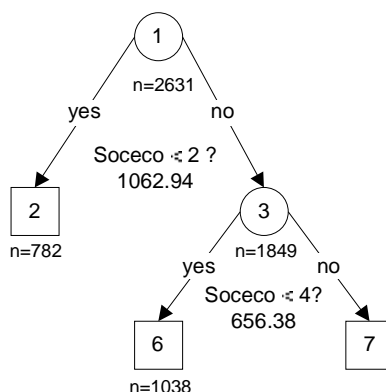 1
n=2631
yes no
Soceco < 2 ?
1062.94
2 3
n=782 n=1849
yes no
Soceco < 4?
656.38
6 7
n=1038